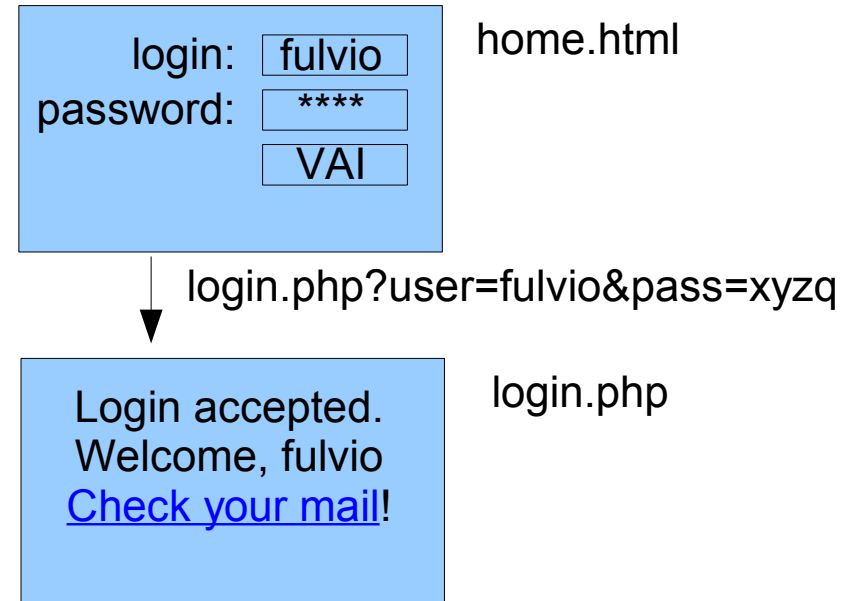 login: fulvio
home.html
password: ****
VAI
login.php?user=fulvio&pass=xyzq
Login accepted.
login.php
Welcome, fulvio
Check your mail!